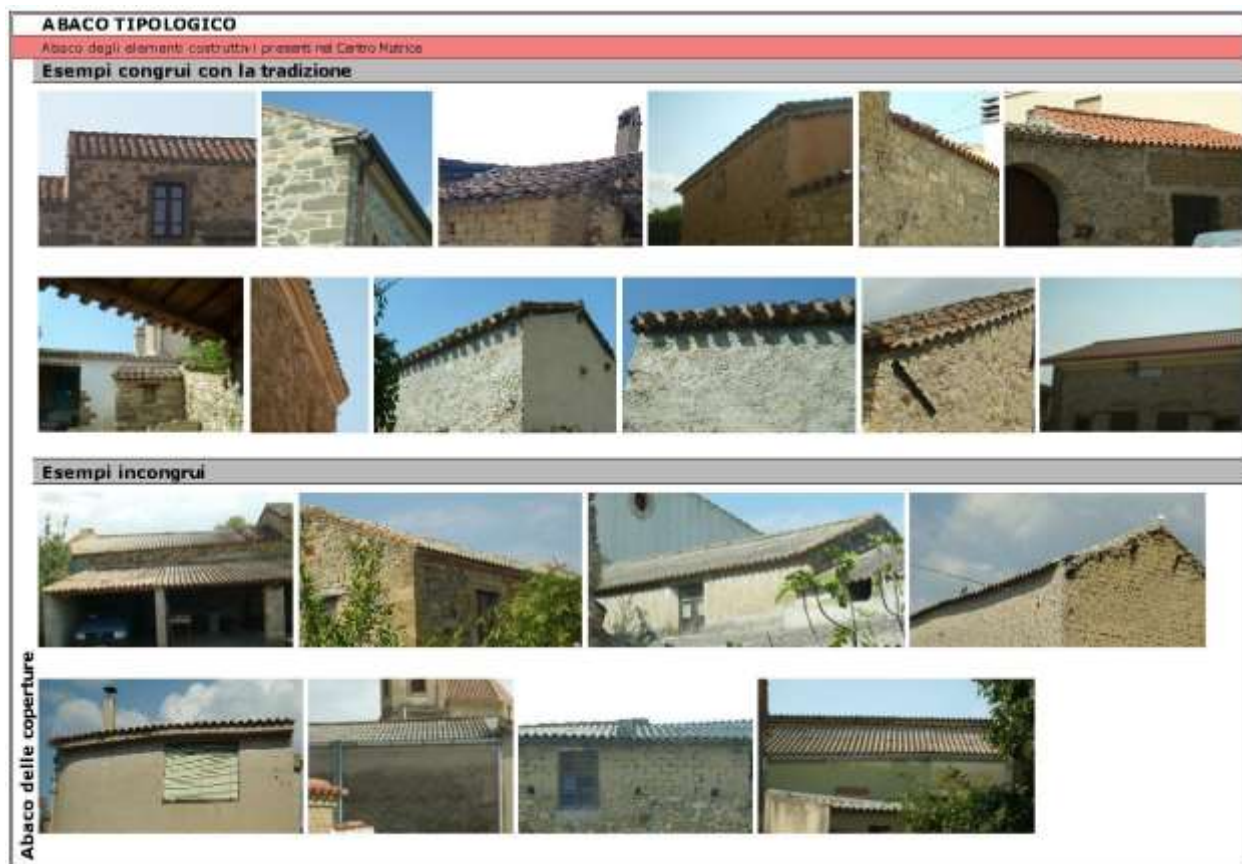 ABACO TIPOLOGICO
Abaco degli elementi costruttivi presenti nel Centro Matrice
Esempi congrui con la tradizione
Esempi incongrui
Abaco delle coperture